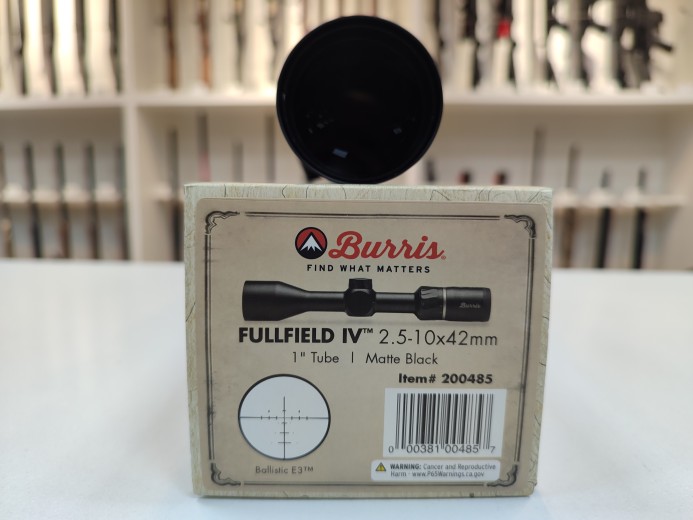 Burris®
FIND WHAT MATTERS
Burris
FULLFIELD IV™ 2.5-10x42mm
1" Tube | Matte Black
Item# 200485
0 00381 00485 7
Ballistic E3™
WARNING: Cancer and Reproductive
Harm - www.P65Warnings.ca.gov